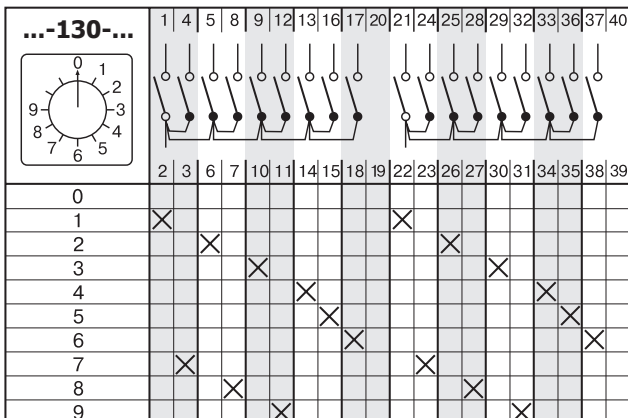 ...-130-...
1 4 5 8 9 12 13 16 17 20 21 24 25 28 29 32 33 36 37 40
0
1
2
3
4
5
6
7
8
9
2 3 6 7 10 11 14 15 18 19 22 23 26 27 30 31 34 35 38 39
0
1 X X
2 X X
3 X X
4 X X
5 X X
6 X X
7 X X
8 X X
9 X X